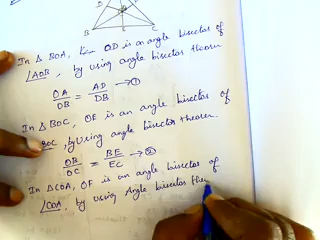 D
B E C
In △ BOA, OD is an angle bisector of
∠AOB, by using angle bisector theorem
OA/OB = AD/DB → ①
In △ BOC, OE is an angle bisector of
BOC, by using angle bisector theorem.
OB/OC = BE/EC → ②
In △ COA, OF is an angle bisector of
∠COA, by using Angle bisector theo